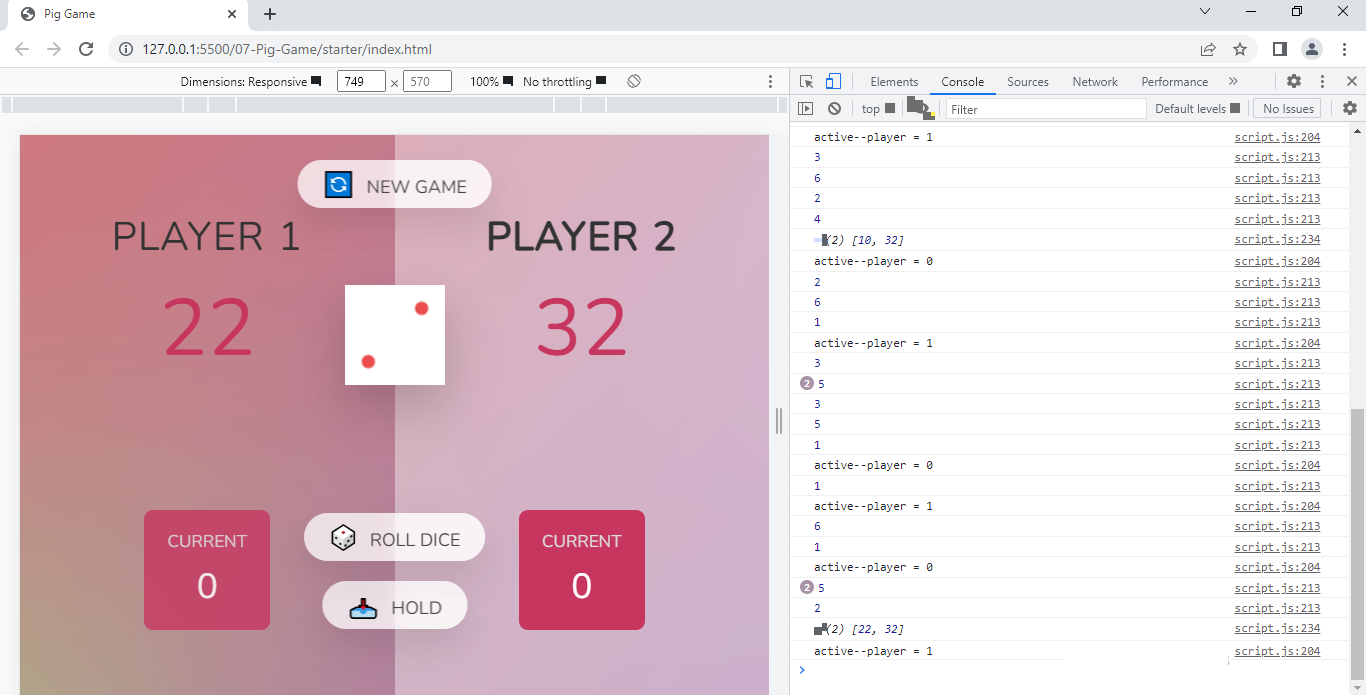 Pig Game
127.0.0.1:5500/07-Pig-Game/starter/index.html
Dimensions: Responsive 749 × 570 100% No throttling
Elements Console Sources Network Performance »
top Filter Default levels No Issues
NEW GAME
PLAYER 1 PLAYER 2
22 32
CURRENT CURRENT
0 0
ROLL DICE
HOLD
active--player = 1 script.js:204
3 script.js:213
6 script.js:213
2 script.js:213
4 script.js:213
(2) [10, 32] script.js:234
active--player = 0 script.js:204
2 script.js:213
6 script.js:213
1 script.js:213
active--player = 1 script.js:204
3 script.js:213
2 5 script.js:213
3 script.js:213
5 script.js:213
1 script.js:213
active--player = 0 script.js:204
1 script.js:213
active--player = 1 script.js:204
6 script.js:213
1 script.js:213
active--player = 0 script.js:204
2 5 script.js:213
2 script.js:213
(2) [22, 32] script.js:234
active--player = 1 script.js:204